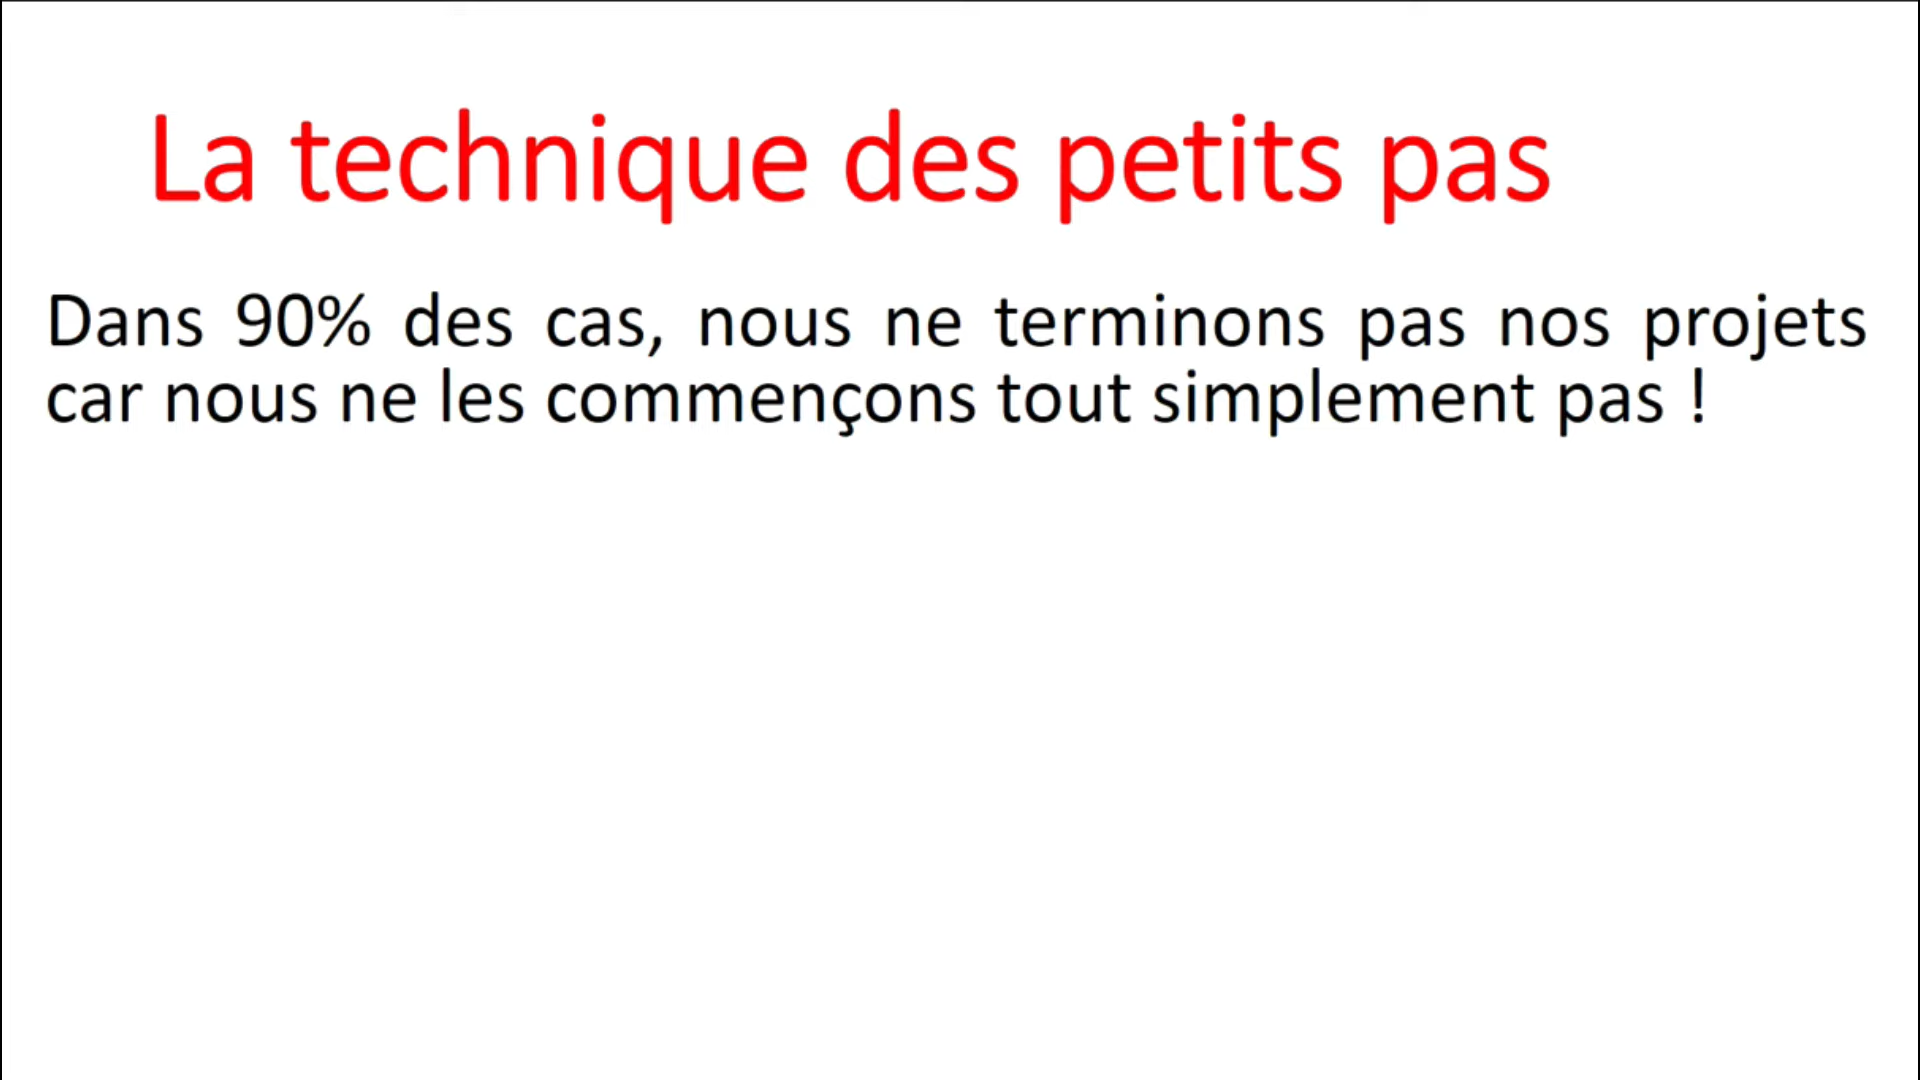 La technique des petits pas
Dans 90% des cas, nous ne terminons pas nos projets
car nous ne les commençons tout simplement pas !